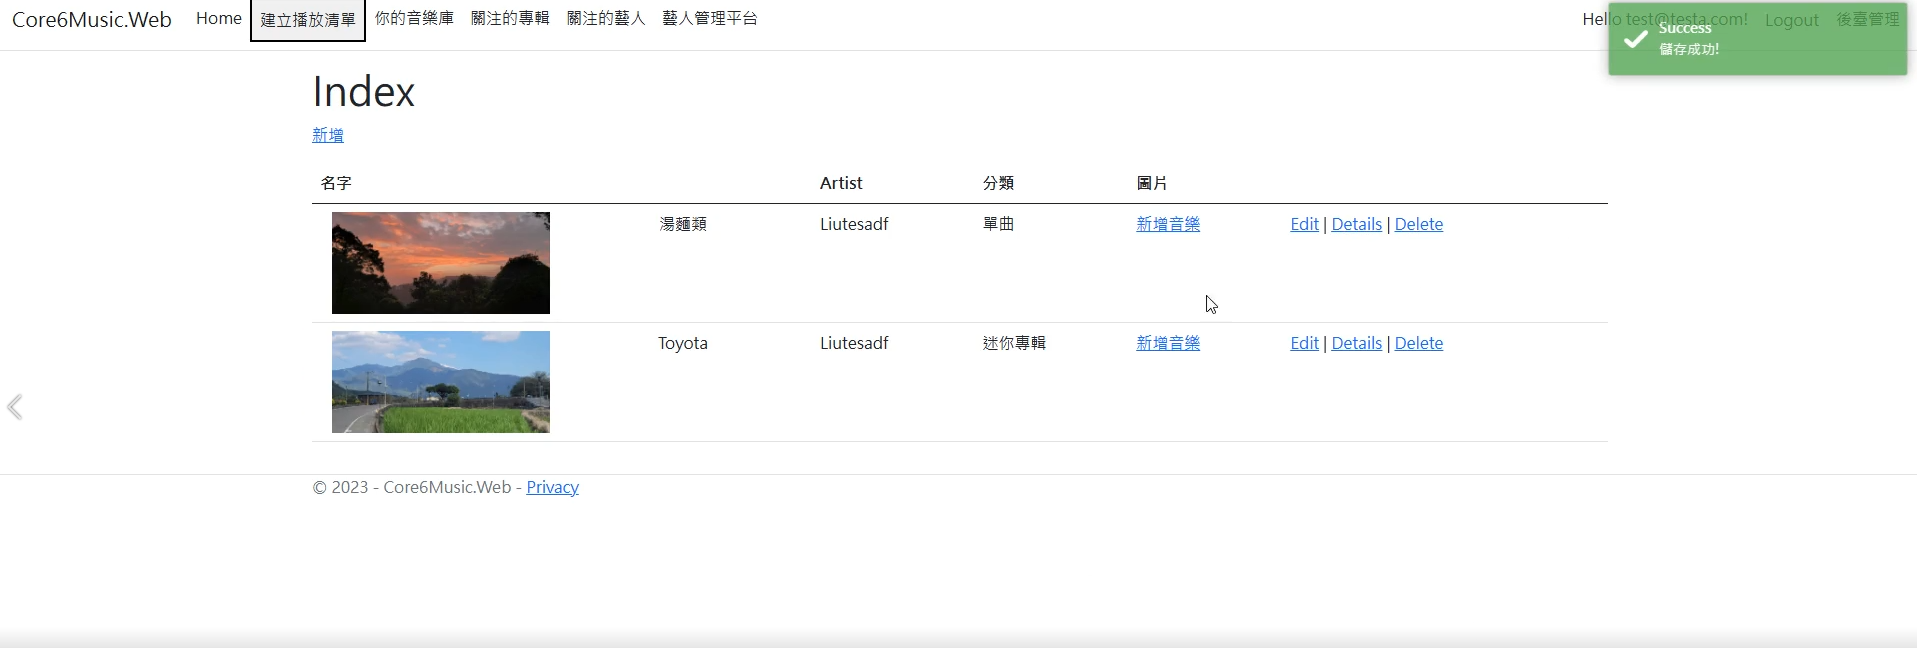 Core6Music.Web Home 建立播放清單 你的音樂庫 關注的專輯 關注的藝人 藝人管理平台 Hello test@testa.com! Logout 後臺管理
Success
儲存成功!
Index
新增
名字 Artist 分類 圖片
湯麵類 Liutesadf 單曲 新增音樂 Edit | Details | Delete
Toyota Liutesadf 迷你專輯 新增音樂 Edit | Details | Delete
© 2023 - Core6Music.Web - Privacy